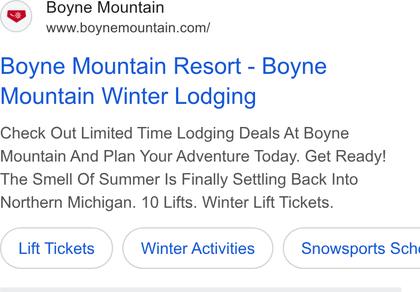 Boyne Mountain
www.boynemountain.com/
Boyne Mountain Resort - Boyne
Mountain Winter Lodging
Check Out Limited Time Lodging Deals At Boyne
Mountain And Plan Your Adventure Today. Get Ready!
The Smell Of Summer Is Finally Settling Back Into
Northern Michigan. 10 Lifts. Winter Lift Tickets.
Lift Tickets
Winter Activities
Snowsports